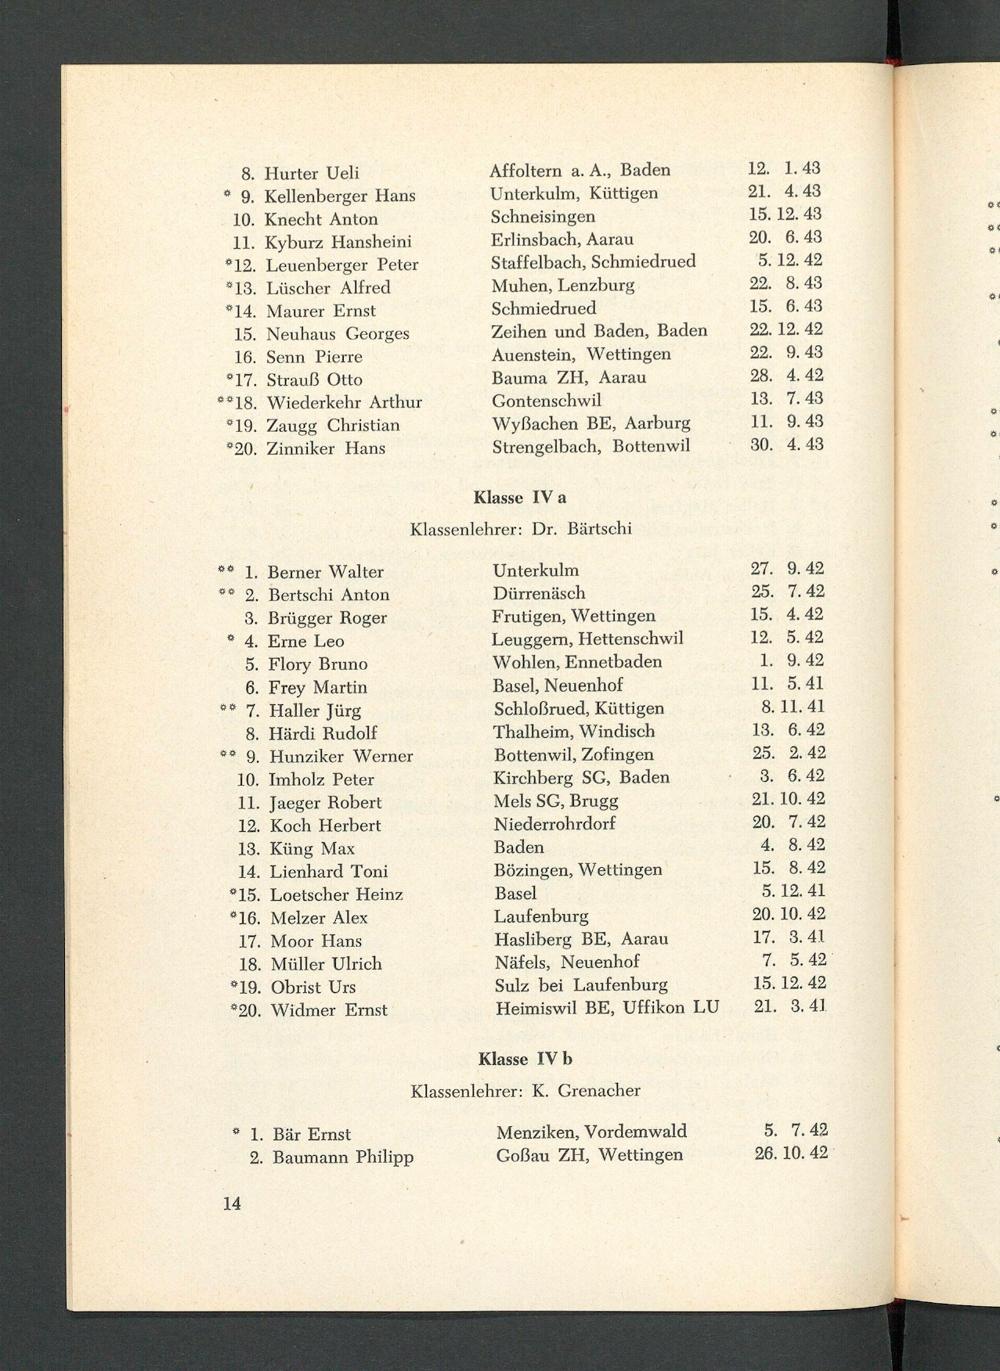 8. Hurter Ueli Affoltern a. A., Baden 12. 1. 43
* 9. Kellenberger Hans Unterkulm, Küttigen 21. 4. 43
10. Knecht Anton Schneisingen 15. 12. 43
11. Kyburz Hansheini Erlinsbach, Aarau 20. 6. 43
*12. Leuenberger Peter Staffelbach, Schmiedrued 5. 12. 42
*13. Lüscher Alfred Muhen, Lenzburg 22. 8. 43
*14. Maurer Ernst Schmiedrued 15. 6. 43
15. Neuhaus Georges Zeihen und Baden, Baden 22. 12. 42
16. Senn Pierre Auenstein, Wettingen 22. 9. 43
*17. Strauß Otto Bauma ZH, Aarau 28. 4. 42
**18. Wiederkehr Arthur Gontenschwil 13. 7. 43
*19. Zaugg Christian Wyßachen BE, Aarburg 11. 9. 43
*20. Zinniker Hans Strengelbach, Bottenwil 30. 4. 43
Klasse IV a
Klassenlehrer: Dr. Bärtschi
** 1. Berner Walter Unterkulm 27. 9. 42
** 2. Bertschi Anton Dürrenäsch 25. 7. 42
3. Brügger Roger Frutigen, Wettingen 15. 4. 42
* 4. Erne Leo Leuggern, Hettenschwil 12. 5. 42
5. Flory Bruno Wohlen, Ennetbaden 1. 9. 42
6. Frey Martin Basel, Neuenhof 11. 5. 41
** 7. Haller Jürg Schloßrued, Küttigen 8. 11. 41
8. Härdi Rudolf Thalheim, Windisch 13. 6. 42
** 9. Hunziker Werner Bottenwil, Zofingen 25. 2. 42
10. Imholz Peter Kirchberg SG, Baden 3. 6. 42
11. Jaeger Robert Mels SG, Brugg 21. 10. 42
12. Koch Herbert Niederrohrdorf 20. 7. 42
13. Küng Max Baden 4. 8. 42
14. Lienhard Toni Bözingen, Wettingen 15. 8. 42
*15. Loetscher Heinz Basel 5. 12. 41
*16. Melzer Alex Laufenburg 20. 10. 42
17. Moor Hans Hasliberg BE, Aarau 17. 3. 41
18. Müller Ulrich Näfels, Neuenhof 7. 5. 42
*19. Obrist Urs Sulz bei Laufenburg 15. 12. 42
*20. Widmer Ernst Heimiswil BE, Uffikon LU 21. 3. 41
Klasse IV b
Klassenlehrer: K. Grenacher
* 1. Bär Ernst Menziken, Vordemwald 5. 7. 42
2. Baumann Philipp Goßau ZH, Wettingen 26. 10. 42
14